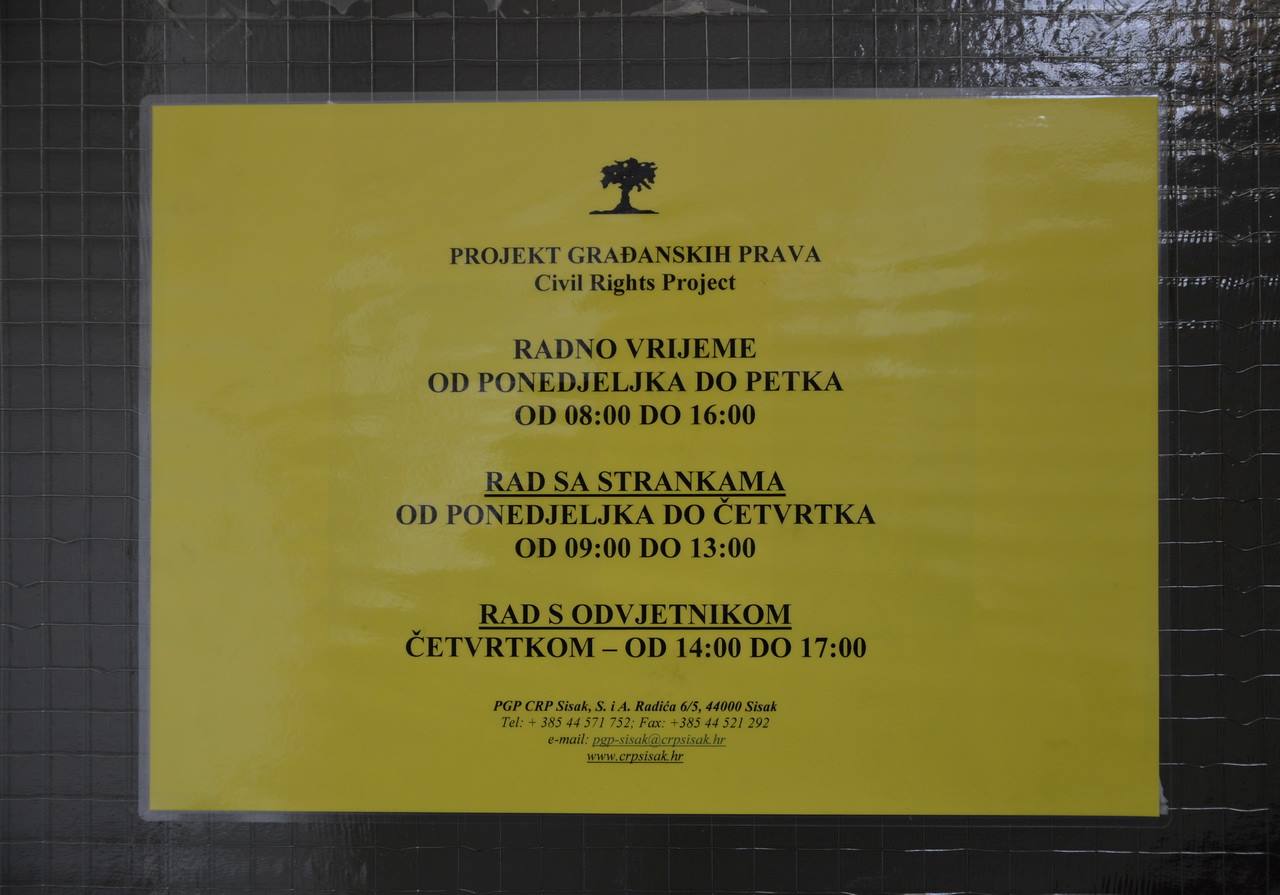 PROJEKT GRAĐANSKIH PRAVA
Civil Rights Project
RADNO VRIJEME
OD PONEDJELJKA DO PETKA
OD 08:00 DO 16:00
RAD SA STRANKAMA
OD PONEDJELJKA DO ČETVRTKA
OD 09:00 DO 13:00
RAD S ODVJETNIKOM
ČETVRTKOM – OD 14:00 DO 17:00
PGP CRP Sisak, S. i A. Radića 6/5, 44000 Sisak
Tel: + 385 44 571 752; Fax: +385 44 521 292
e-mail: pgp-sisak@crpsisak.hr
www.crpsisak.hr